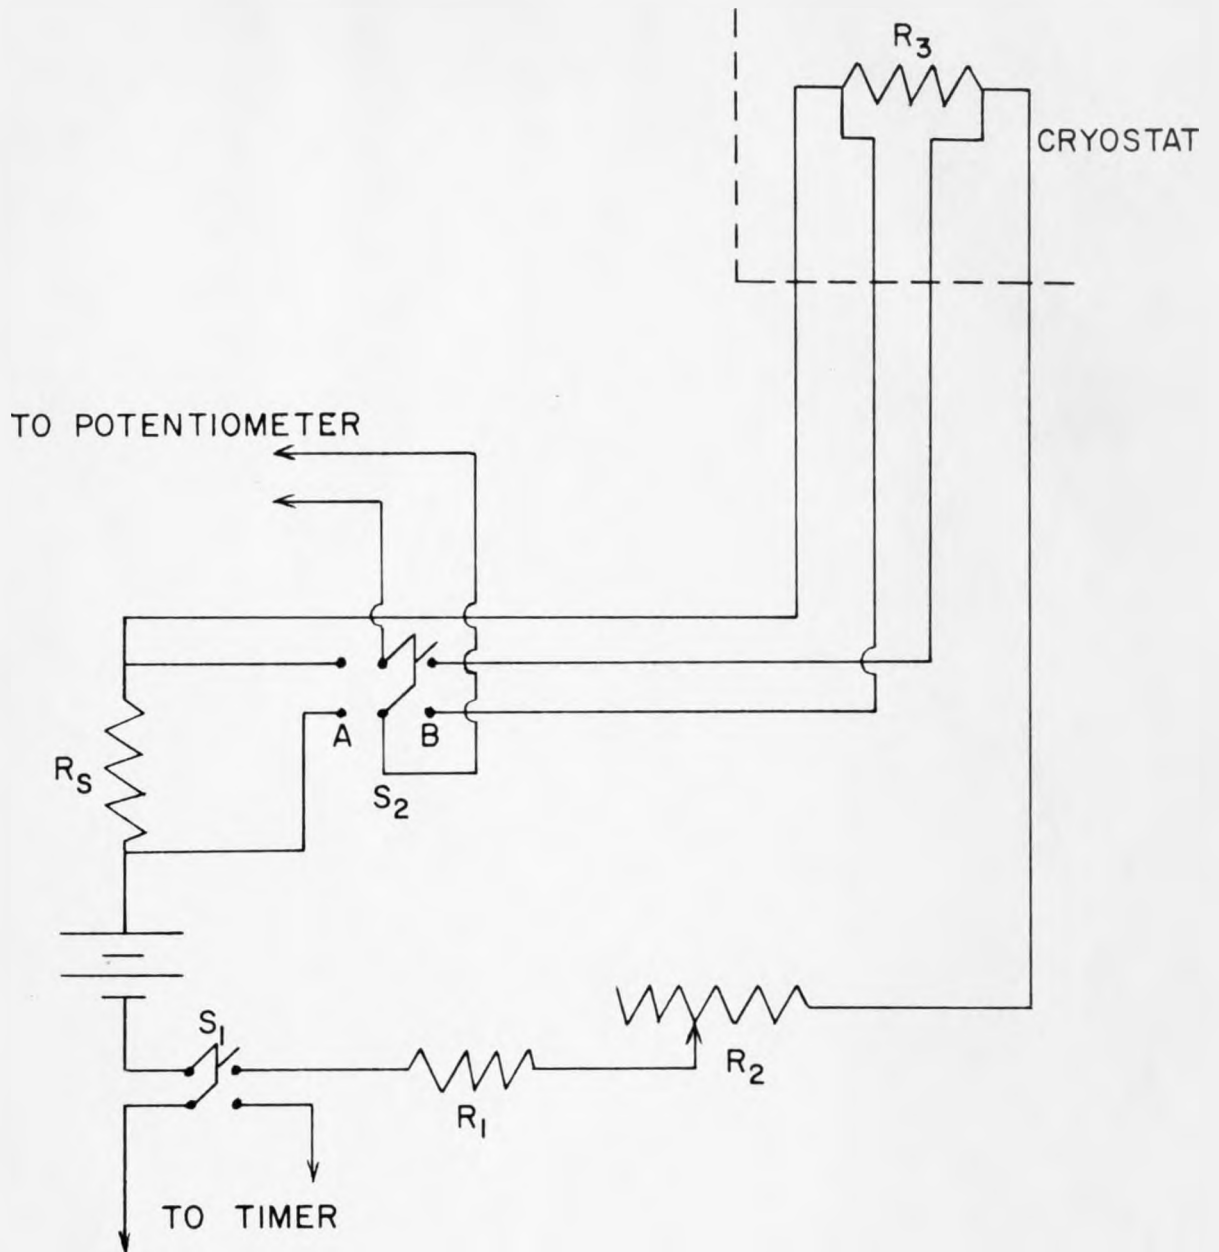 R3
CRYOSTAT
TO POTENTIOMETER
A
B
RS
S2
S1
R2
R1
TO TIMER